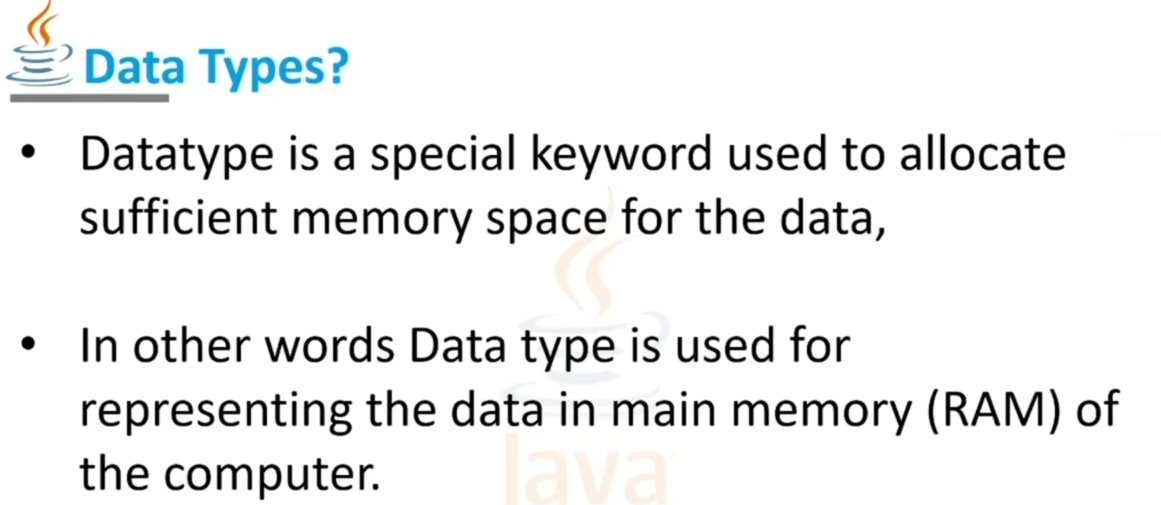 Data Types?
• Datatype is a special keyword used to allocate
sufficient memory space for the data,
• In other words Data type is used for
representing the data in main memory (RAM) of
the computer.
Java